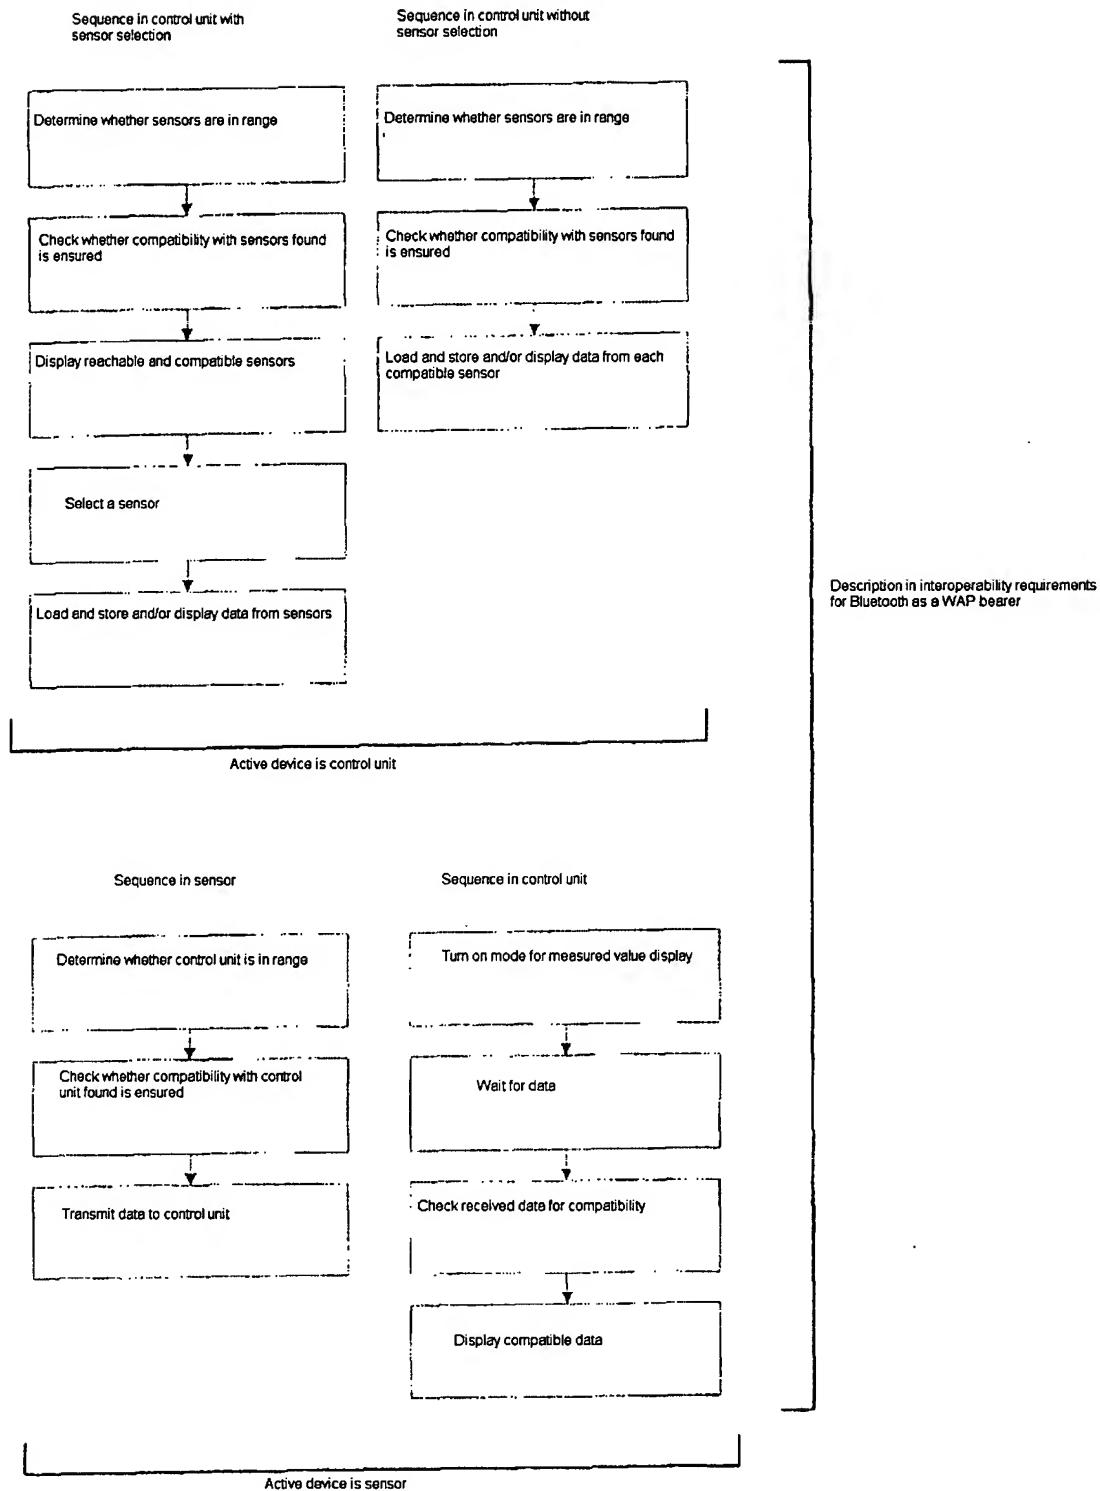 Sequence in control unit with
sensor selection
Determine whether sensors are in range
Check whether compatibility with sensors found
is ensured
Display reachable and compatible sensors
Select a sensor
Load and store and/or display data from sensors
Sequence in control unit without
sensor selection
Determine whether sensors are in range
Check whether compatibility with sensors found
is ensured
Load and store and/or display data from each
compatible sensor
Active device is control unit
Description in interoperability requirements
for Bluetooth as a WAP bearer
Sequence in sensor
Determine whether control unit is in range
Check whether compatibility with control
unit found is ensured
Transmit data to control unit
Sequence in control unit
Turn on mode for measured value display
Wait for data
Check received data for compatibility
Display compatible data
Active device is sensor